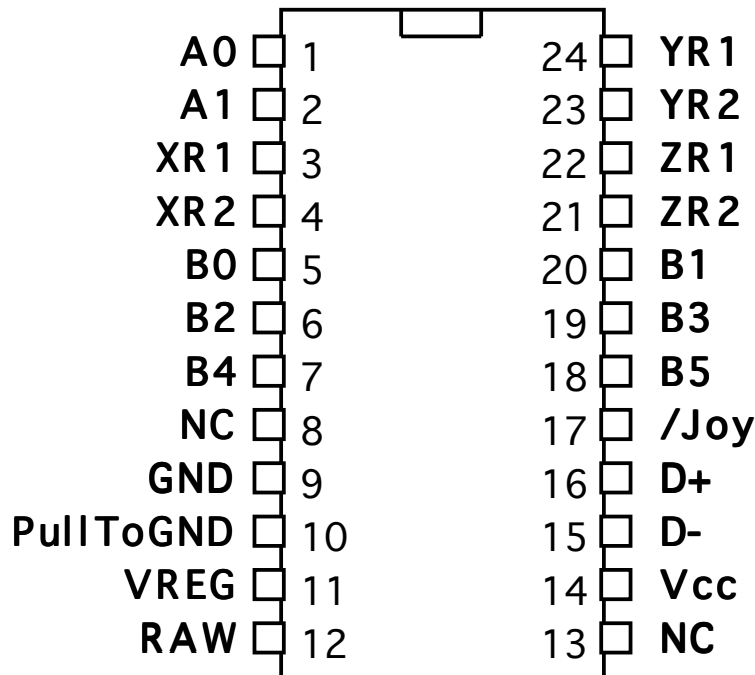 A0 1 24 YR1
A1 2 23 YR2
XR1 3 22 ZR1
XR2 4 21 ZR2
B0 5 20 B1
B2 6 19 B3
B4 7 18 B5
NC 8 17 /Joy
GND 9 16 D+
PullToGND 10 15 D-
VREG 11 14 Vcc
RAW 12 13 NC